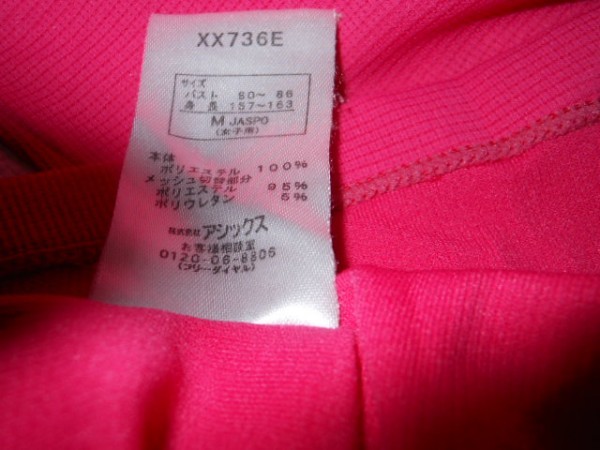 XX736E
サイズ
バスト 80～86
身長 157～163
M JASPO
(女子用)
本体
ポリエステル 100%
メッシュ切替部分
ポリエステル 95%
ポリウレタン 5%
株式会社 アシックス
お客様相談室
0120-06-8806
(フリーダイヤル)